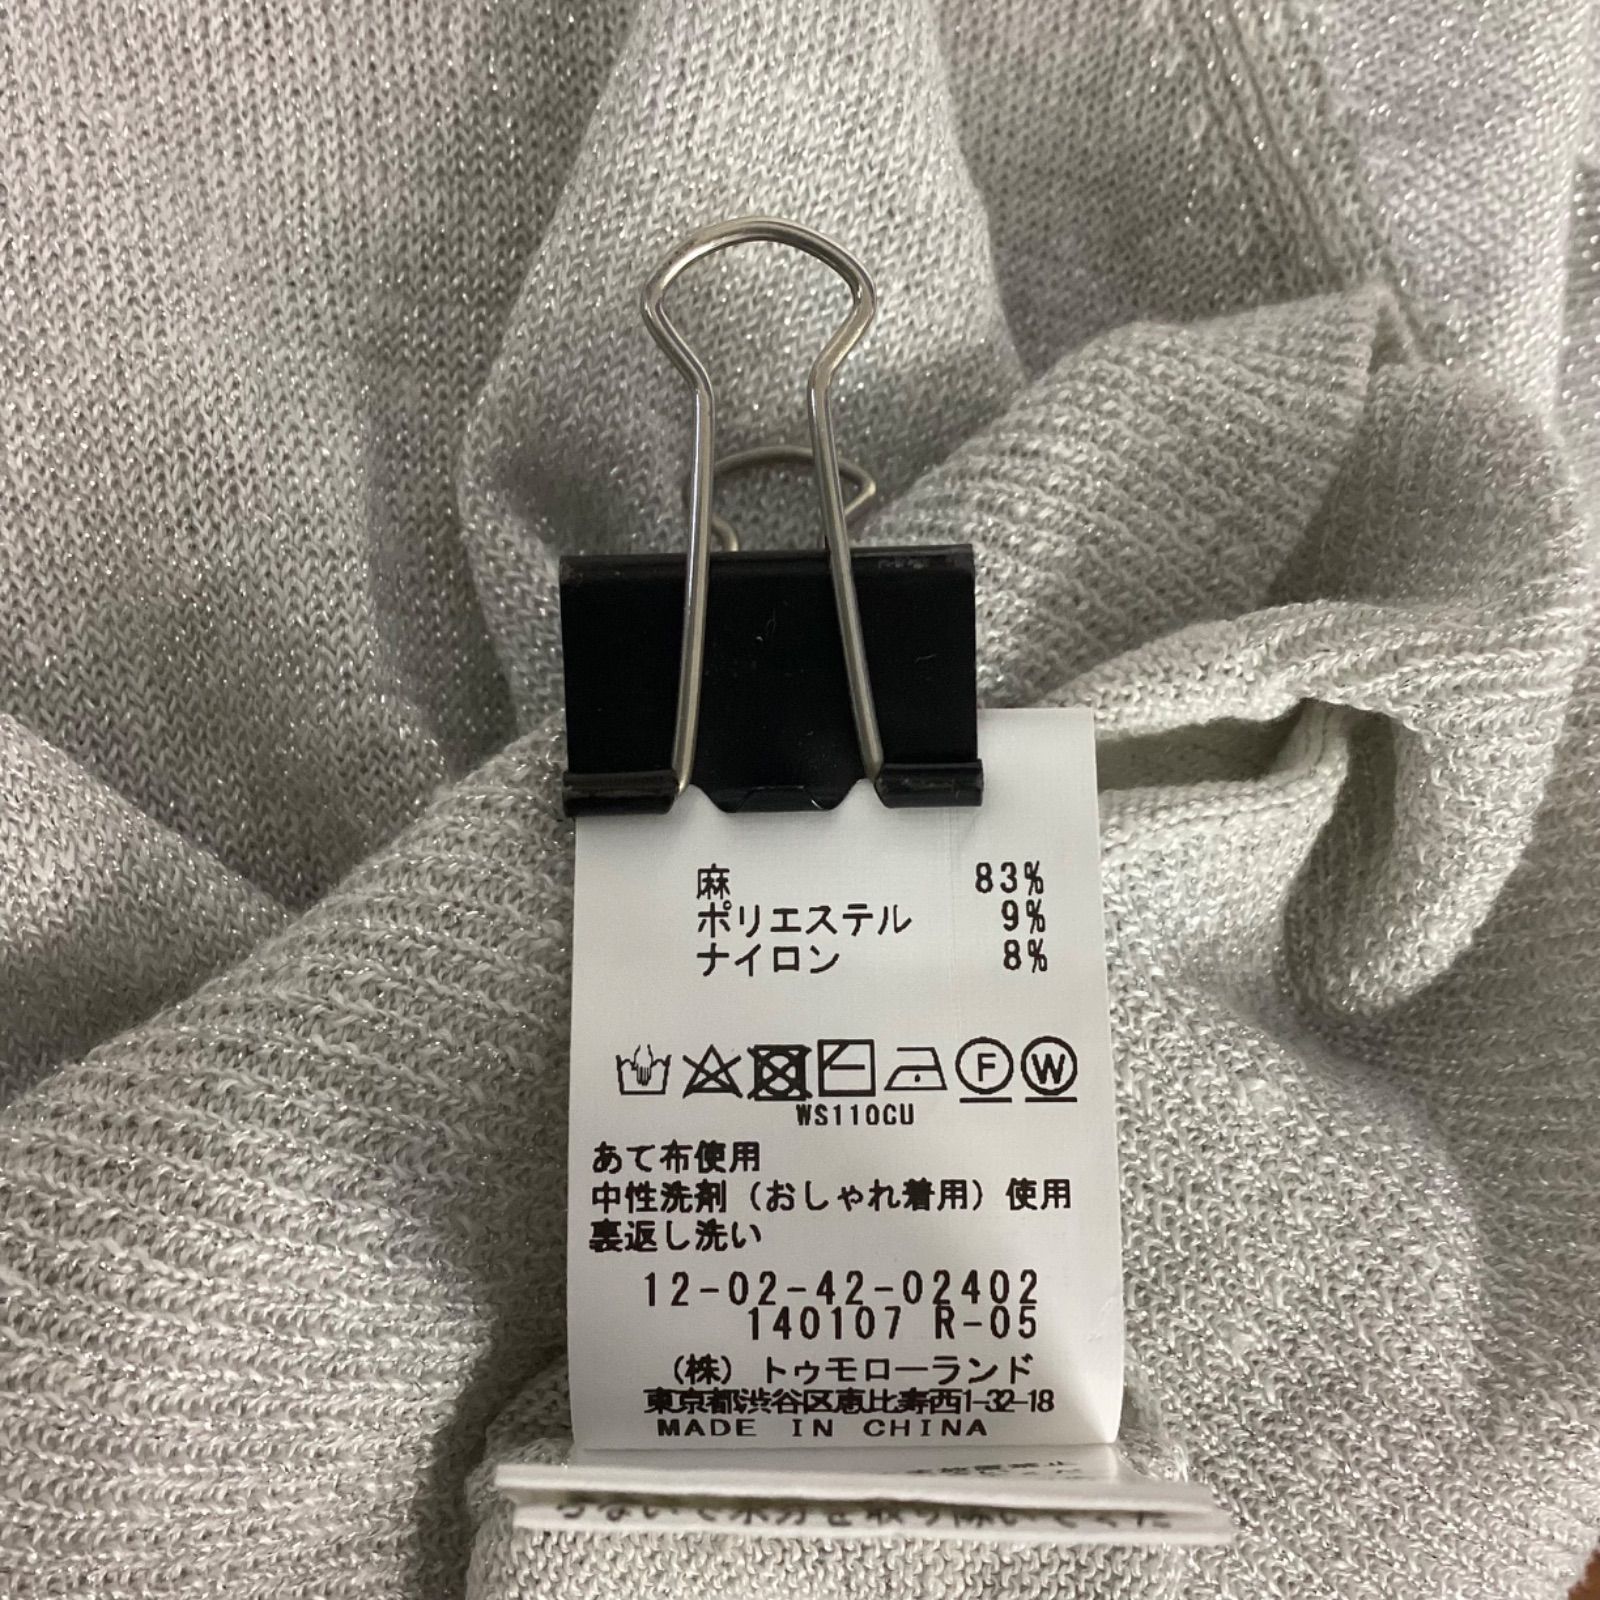 麻 83%
ポリエステル 9%
ナイロン 8%
F W
WS110CU
あて布使用
中性洗剤（おしゃれ着用）使用
裏返し洗い
12-02-42-02402
140107 R-05
（株）トゥモローランド
東京都渋谷区恵比寿西1-32-18
MADE IN CHINA